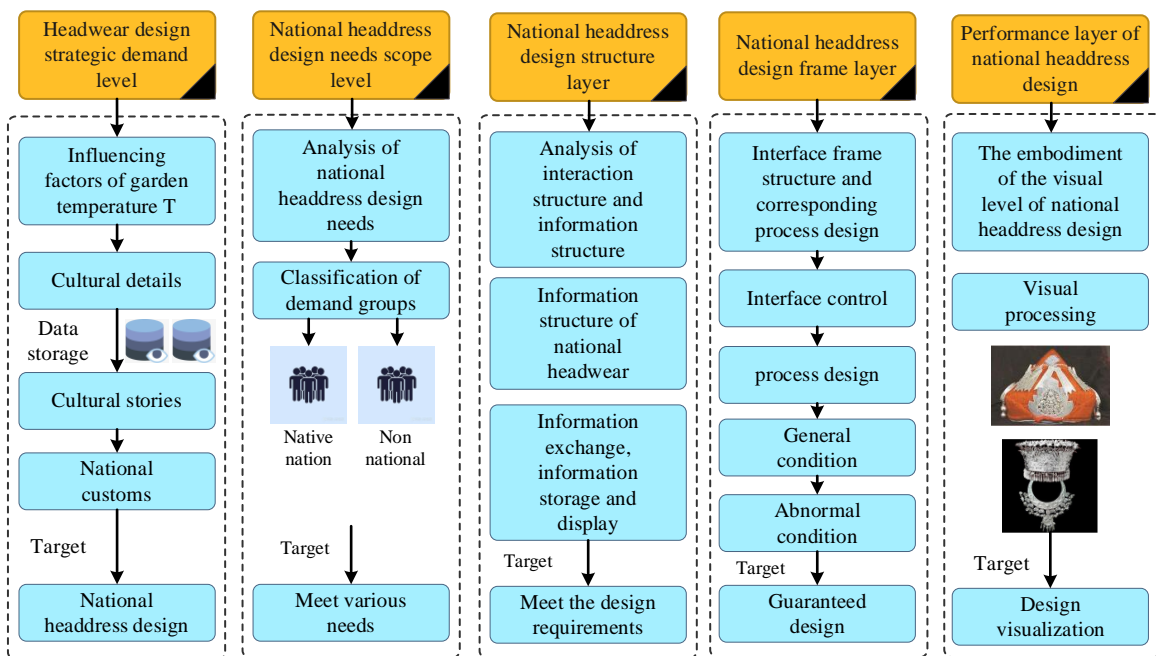 Headwear design
strategic demand
level
Influencing
factors of garden
temperature T
Cultural details
Data
storage
Cultural stories
National
customs
Target
National
headdress design
National headdress
design needs scope
level
Analysis of
national
headdress design
needs
Classification of
demand groups
Native
nation
Non
national
Target
Meet various
needs
National headdress
design structure
layer
Analysis of
interaction
structure and
information
structure
Information
structure of
national
headwear
Information
exchange,
information
storage and
display
Target
Meet the design
requirements
National headdress
design frame layer
Interface frame
structure and
corresponding
process design
Interface control
process design
General
condition
Abnormal
condition
Target
Guaranteed
design
Performance layer of
national headdress
design
The embodiment
of the visual
level of national
headdress design
Visual
processing
Target
Design
visualization